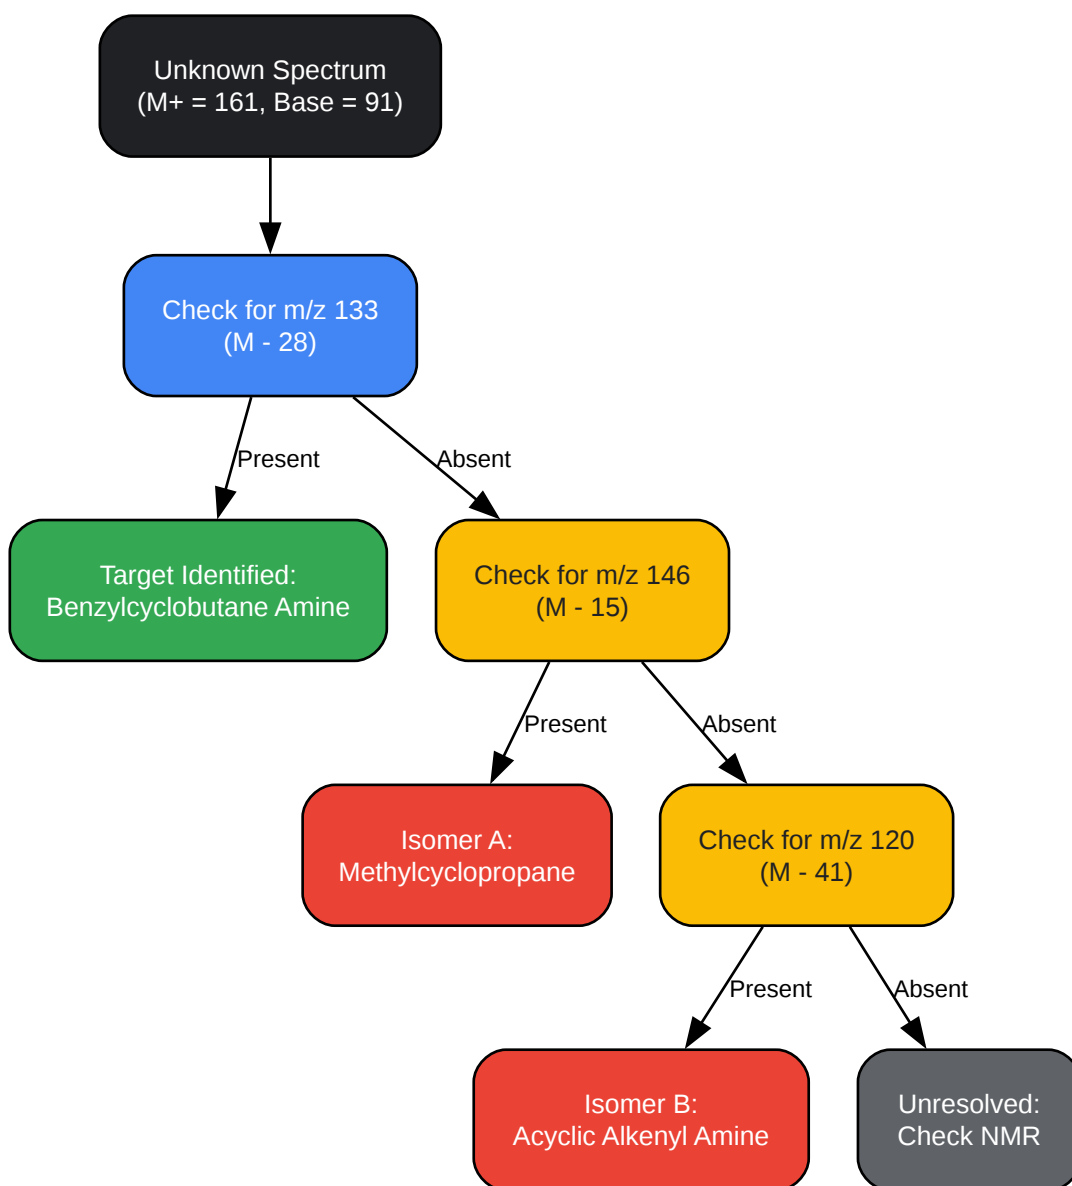 Unknown Spectrum
(M+ = 161, Base = 91)
Check for m/z 133
(M - 28)
Present
Absent
Target Identified:
Benzylcyclobutane Amine
Check for m/z 146
(M - 15)
Present
Absent
Isomer A:
Methylcyclopropane
Check for m/z 120
(M - 41)
Present
Absent
Isomer B:
Acyclic Alkenyl Amine
Unresolved:
Check NMR